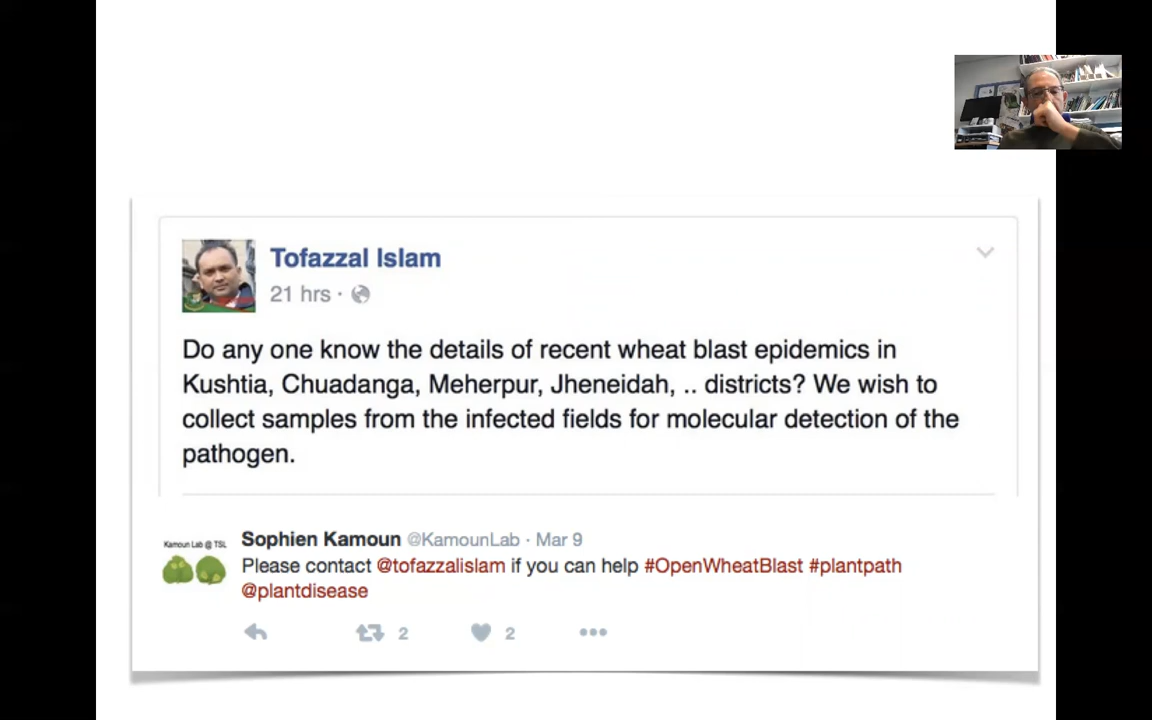 Tofazzal Islam
21 hrs ·
Do any one know the details of recent wheat blast epidemics in
Kushtia, Chuadanga, Meherpur, Jheneidah, .. districts? We wish to
collect samples from the infected fields for molecular detection of the
pathogen.
Kamoun Lab @ TSL
Sophien Kamoun @KamounLab · Mar 9
Please contact @tofazzalislam if you can help #OpenWheatBlast #plantpath
@plantdisease
2 2